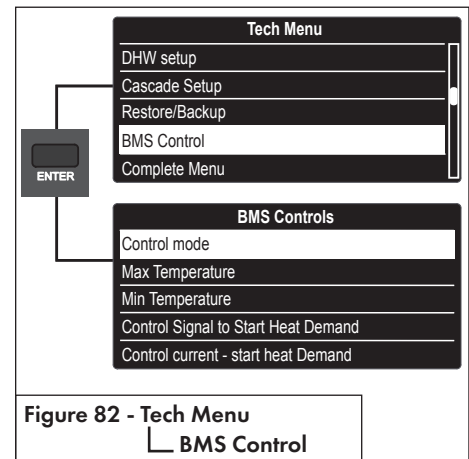 Tech Menu
DHW setup
Cascade Setup
Restore/Backup
BMS Control
Complete Menu
ENTER
BMS Controls
Control mode
Max Temperature
Min Temperature
Control Signal to Start Heat Demand
Control current - start heat Demand
Figure 82 - Tech Menu
BMS Control